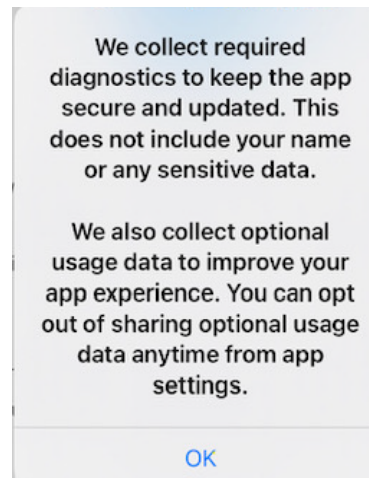 We collect required
diagnostics to keep the app
secure and updated. This
does not include your name
or any sensitive data.
We also collect optional
usage data to improve your
app experience. You can opt
out of sharing optional usage
data anytime from app
settings.
OK